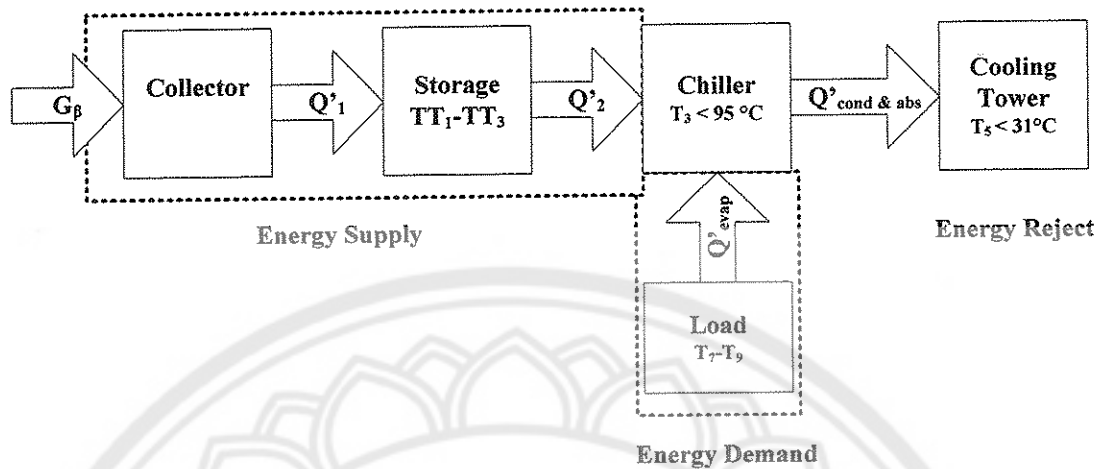 G_β
Collector
Q'₁
Storage
TT₁-TT₃
Q'₂
Chiller
T₃ < 95 °C
Q'cond & abs
Cooling
Tower
T₅ < 31°C
Energy Supply
Q'evap
Energy Reject
Load
T₇-T₉
Energy Demand